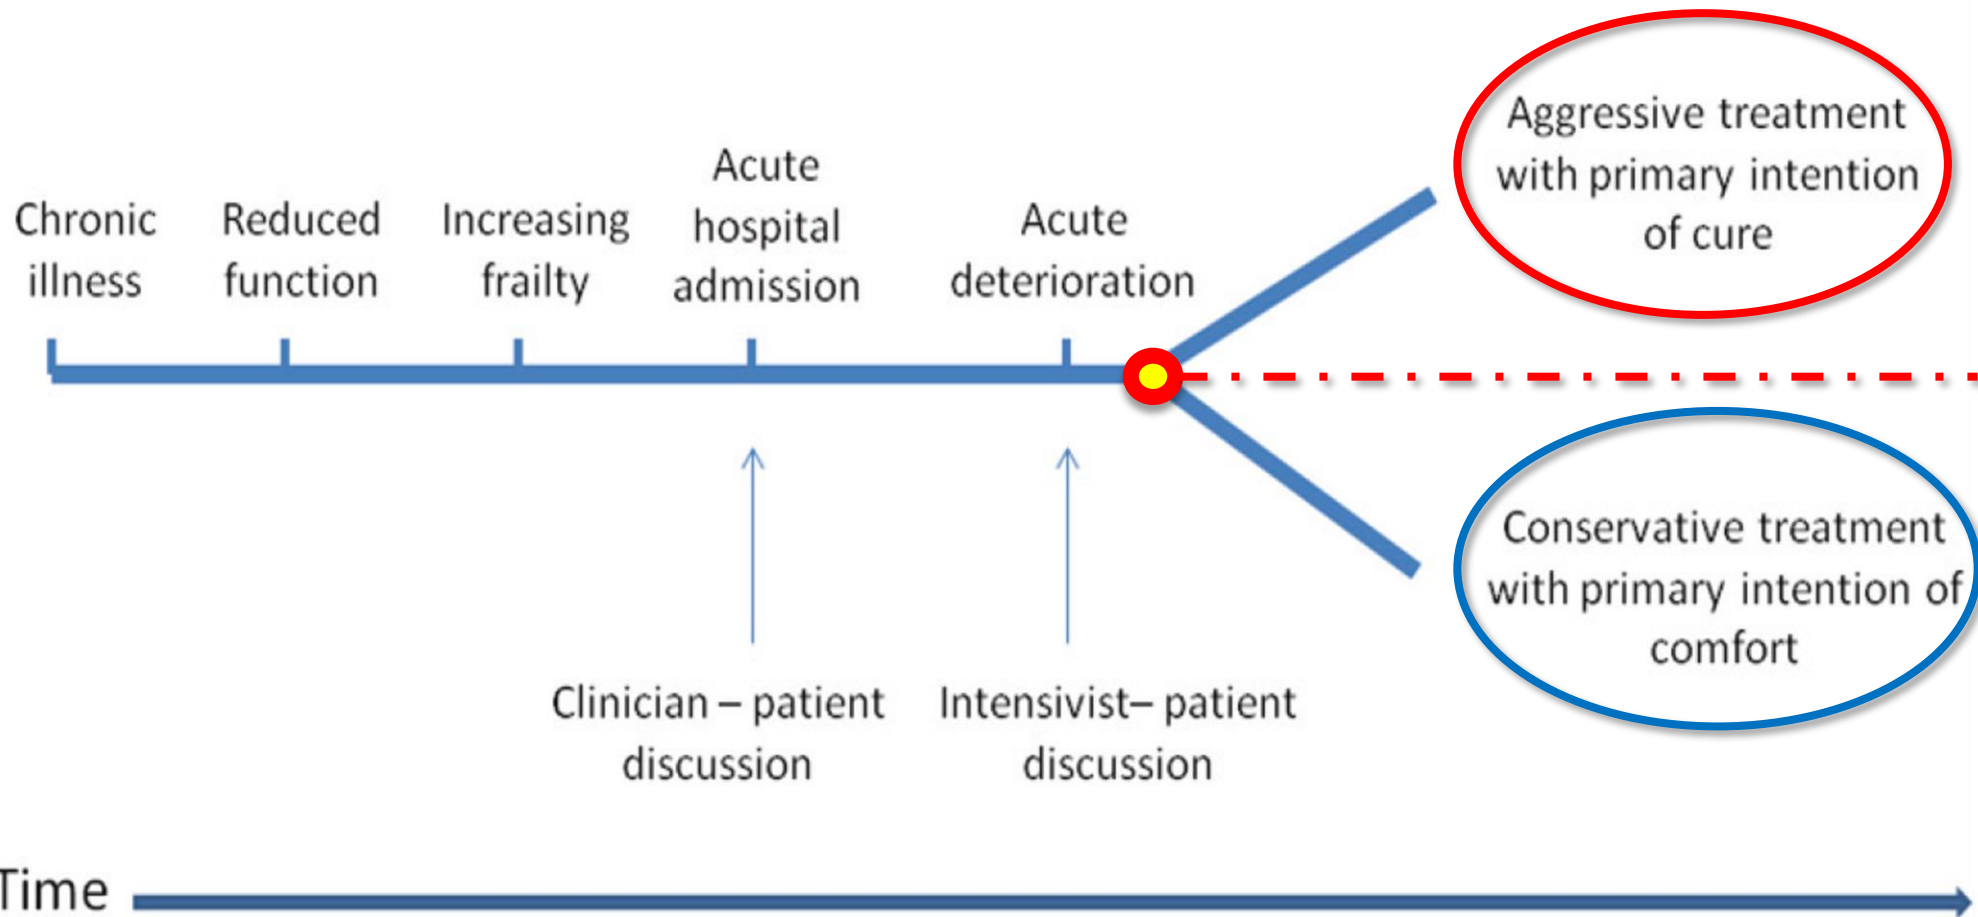 Chronic
illness
Reduced
function
Increasing
frailty
Acute
hospital
admission
Acute
deterioration
Aggressive treatment
with primary intention
of cure
Conservative treatment
with primary intention of
comfort
Clinician – patient
discussion
Intensivist– patient
discussion
Time